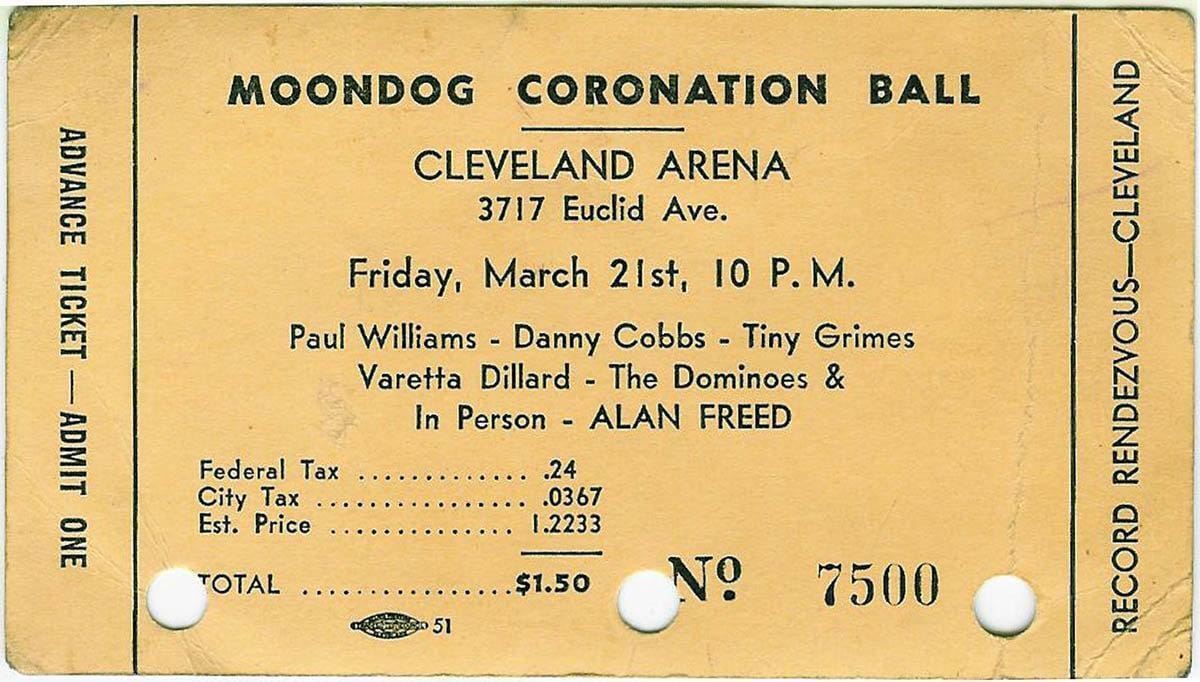 ADVANCE TICKET — ADMIT ONE
MOONDOG CORONATION BALL
CLEVELAND ARENA
3717 Euclid Ave.
Friday, March 21st, 10 P. M.
Paul Williams - Danny Cobbs - Tiny Grimes
Varetta Dillard - The Dominoes &
In Person - ALAN FREED
Federal Tax .............. .24
City Tax ................. .0367
Est. Price ............... 1.2233
TOTAL .................$1.50
No. 7500
51
RECORD RENDEZVOUS—CLEVELAND